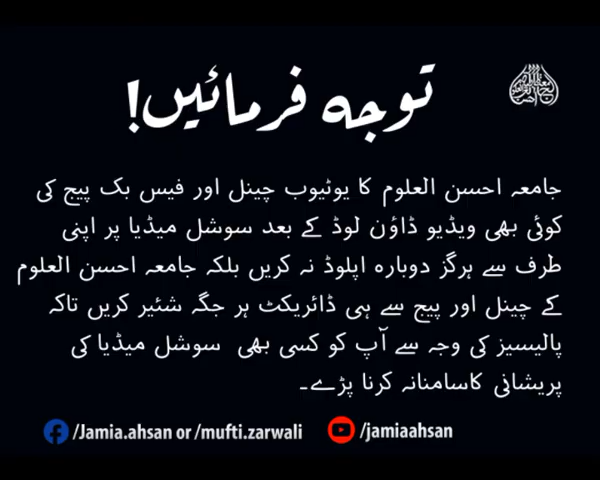 توجہ فرمائیں!
جامعہ احسن العلوم کا یوٹیوب چینل اور فیس بک پیج کی
کوئی بھی ویڈیو ڈاؤن لوڈ کے بعد سوشل میڈیا پر اپنی
طرف سے ہرگز دوبارہ اپلوڈ نہ کریں بلکہ جامعہ احسن العلوم
کے چینل اور پیج سے ہی ڈائریکٹ ہر جگہ شئیر کریں تاکہ
پالیسیز کی وجہ سے آپ کو کسی بھی سوشل میڈیا کی
پریشانی کاسامنانہ کرنا پڑے۔
/Jamia.ahsan or /mufti.zarwali /jamiaahsan